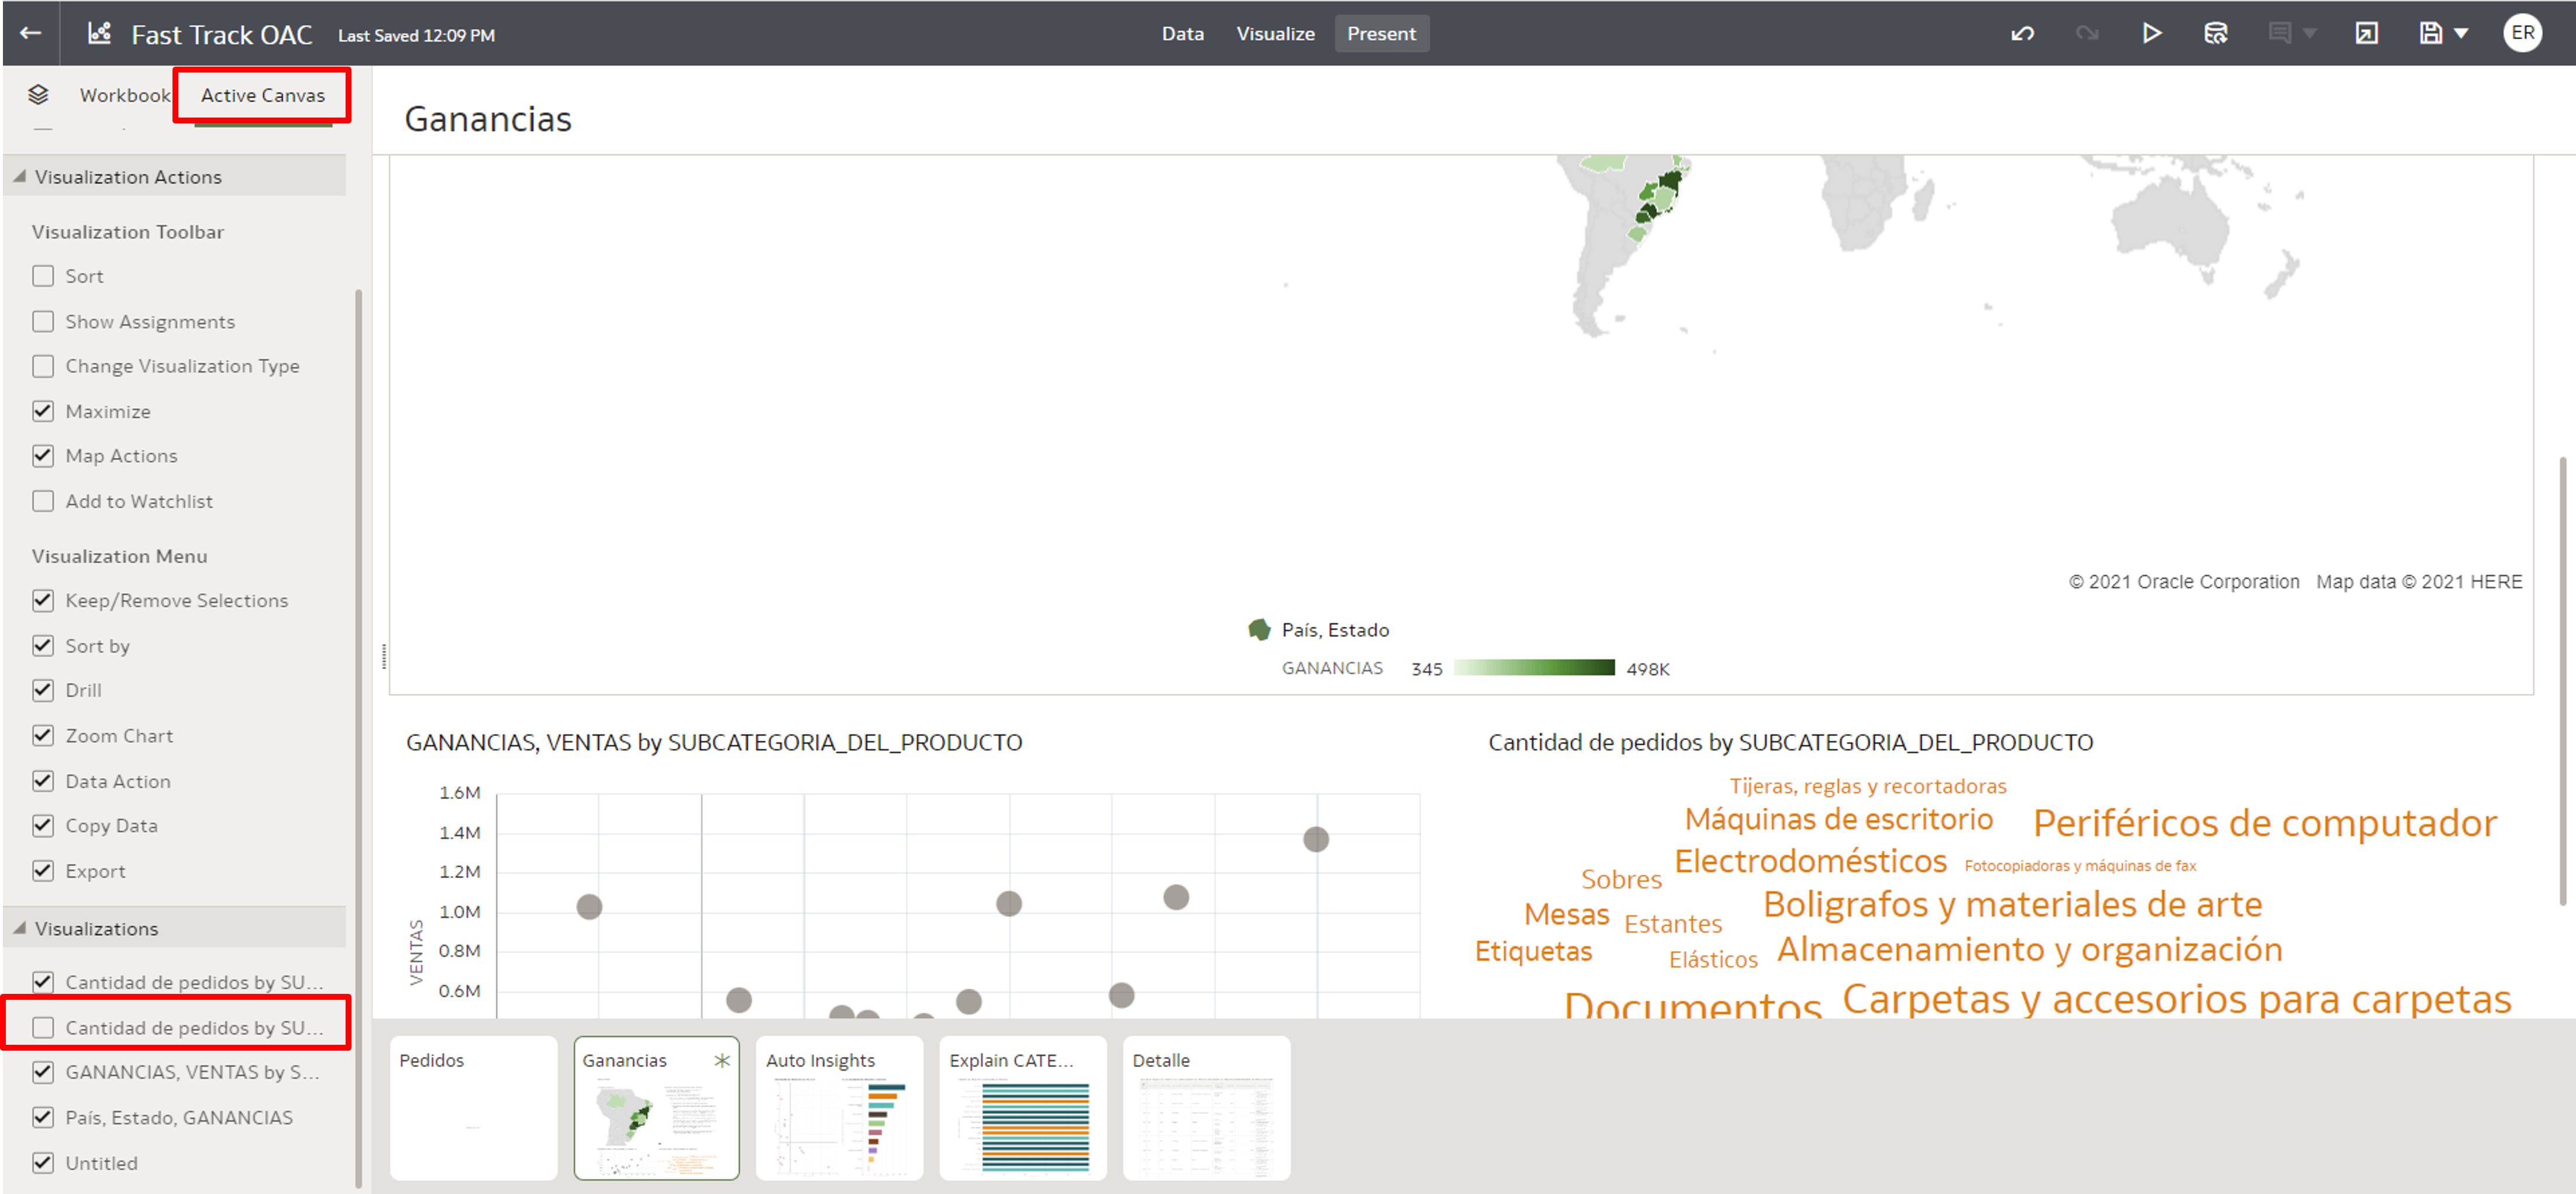 Fast Track OAC Last Saved 12:09 PM Data Visualize Present ER
Workbook Active Canvas
Visualization Actions
Visualization Toolbar
Sort
Show Assignments
Change Visualization Type
Maximize
Map Actions
Add to Watchlist
Visualization Menu
Keep/Remove Selections
Sort by
Drill
Zoom Chart
Data Action
Copy Data
Export
Visualizations
Cantidad de pedidos by SU...
Cantidad de pedidos by SU...
GANANCIAS, VENTAS by S...
País, Estado, GANANCIAS
Untitled
Ganancias
© 2021 Oracle Corporation Map data © 2021 HERE
País, Estado
GANANCIAS 345 498K
GANANCIAS, VENTAS by SUBCATEGORIA_DEL_PRODUCTO
1.6M
1.4M
1.2M
1.0M
0.8M
0.6M
VENTAS
Cantidad de pedidos by SUBCATEGORIA_DEL_PRODUCTO
Tijeras, reglas y recortadoras
Máquinas de escritorio Periféricos de computador
Electrodomésticos Fotocopiadoras y máquinas de fax
Sobres
Boligrafos y materiales de arte
Mesas Estantes
Etiquetas Elásticos Almacenamiento y organización
Documentos Carpetas y accesorios para carpetas
Pedidos Ganancias Auto Insights Explain CATE... Detalle